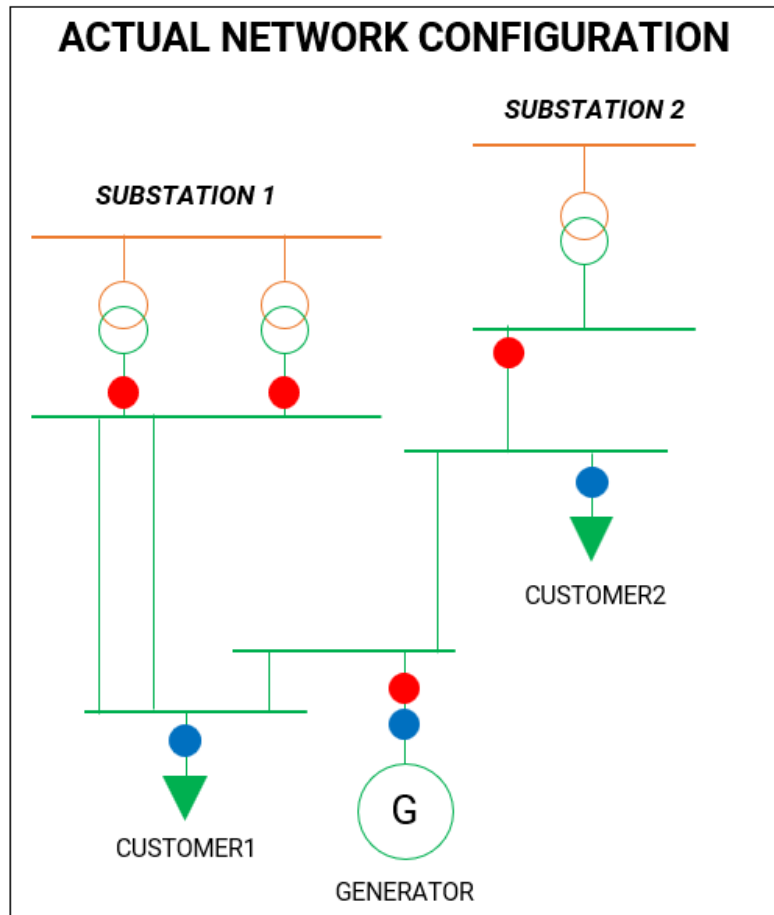 ACTUAL NETWORK CONFIGURATION
SUBSTATION 2
SUBSTATION 1
CUSTOMER2
G
CUSTOMER1
GENERATOR